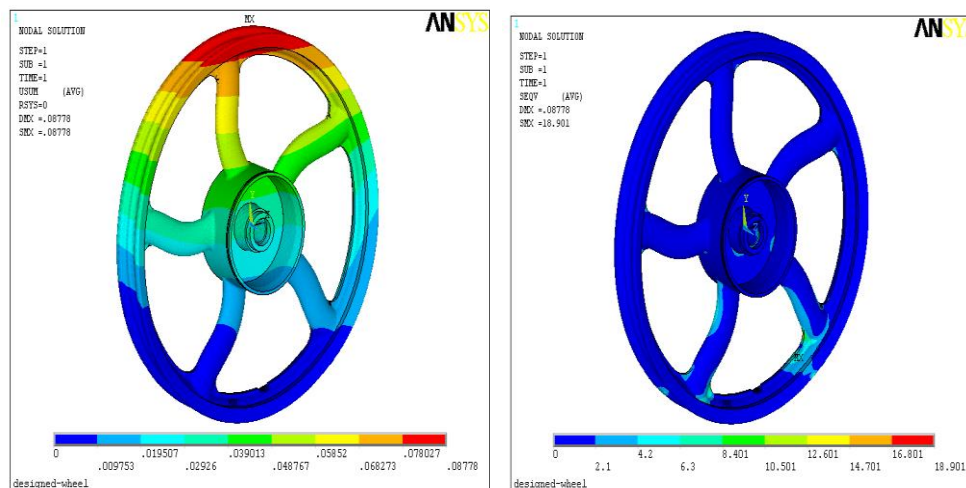 1
NODAL SOLUTION
STEP=1
SUB =1
TIME=1
USUM (AVG)
RSYS=0
DMX =.08778
SMX =.08778
MX
ANSYS
Y
0 .019507 .039013 .05852 .078027
.009753 .02926 .048767 .068273 .08778
designed-wheel
1
NODAL SOLUTION
STEP=1
SUB =1
TIME=1
SEQV (AVG)
DMX =.08778
SMX =18.901
ANSY
Y
MX
0 4.2 8.401 12.601 16.801
2.1 6.3 10.501 14.701 18.901
designed-wheel